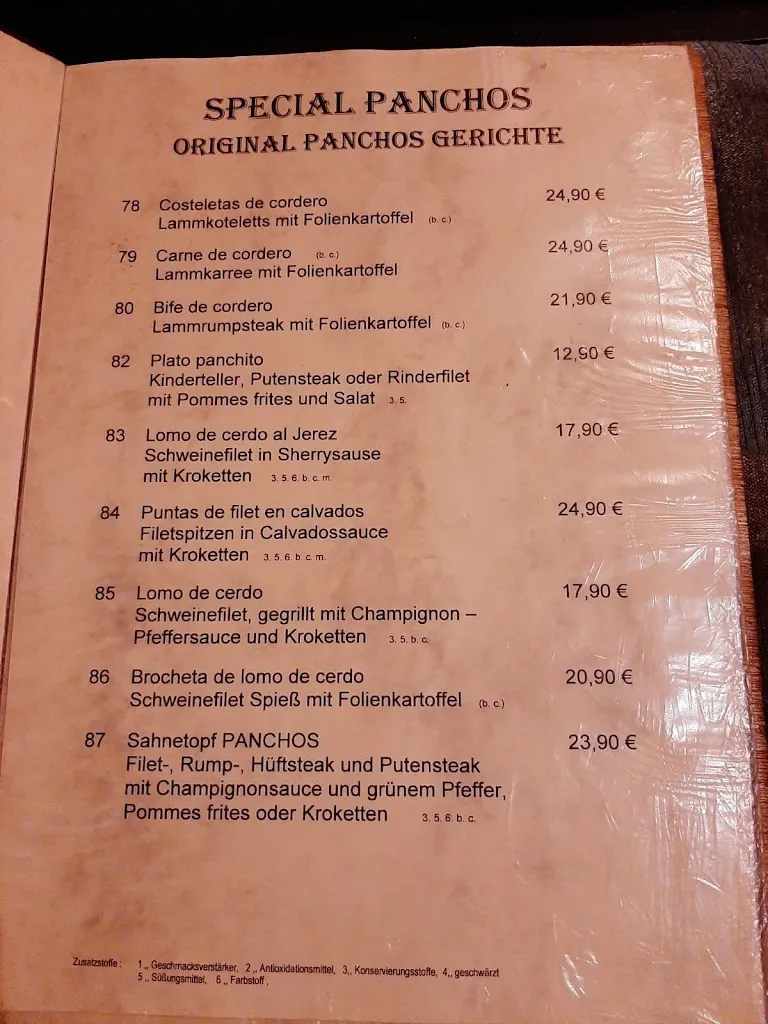 SPECIAL PANCHOS
ORIGINAL PANCHOS GERICHTE
78 Costeletas de cordero 24,90 €
Lammkoteletts mit Folienkartoffel (b. c.)
79 Carne de cordero (b. c.) 24,90 €
Lammkarree mit Folienkartoffel
80 Bife de cordero 21,90 €
Lammrumpsteak mit Folienkartoffel (b. c.)
82 Plato panchito 12,90 €
Kinderteller, Putensteak oder Rinderfilet
mit Pommes frites und Salat 3. 5.
83 Lomo de cerdo al Jerez 17,90 €
Schweinefilet in Sherrysause
mit Kroketten 3. 5. 6. b. c. m.
84 Puntas de filet en calvados 24,90 €
Filetspitzen in Calvadossauce
mit Kroketten 3. 5. 6. b. c. m.
85 Lomo de cerdo 17,90 €
Schweinefilet, gegrillt mit Champignon –
Pfeffersauce und Kroketten 3. 5. b. c.
86 Brocheta de lomo de cerdo 20,90 €
Schweinefilet Spieß mit Folienkartoffel (b. c.)
87 Sahnetopf PANCHOS 23,90 €
Filet-, Rump-, Hüftsteak und Putensteak
mit Champignonsauce und grünem Pfeffer,
Pommes frites oder Kroketten 3. 5. 6. b. c.
Zusatzstoffe : 1 „ Geschmacksverstärker, 2 „ Antioxidationsmittel, 3„ Konservierungsstoffe, 4„ geschwärzt
5 „ Süßungsmittel, 6 „ Farbstoff ,